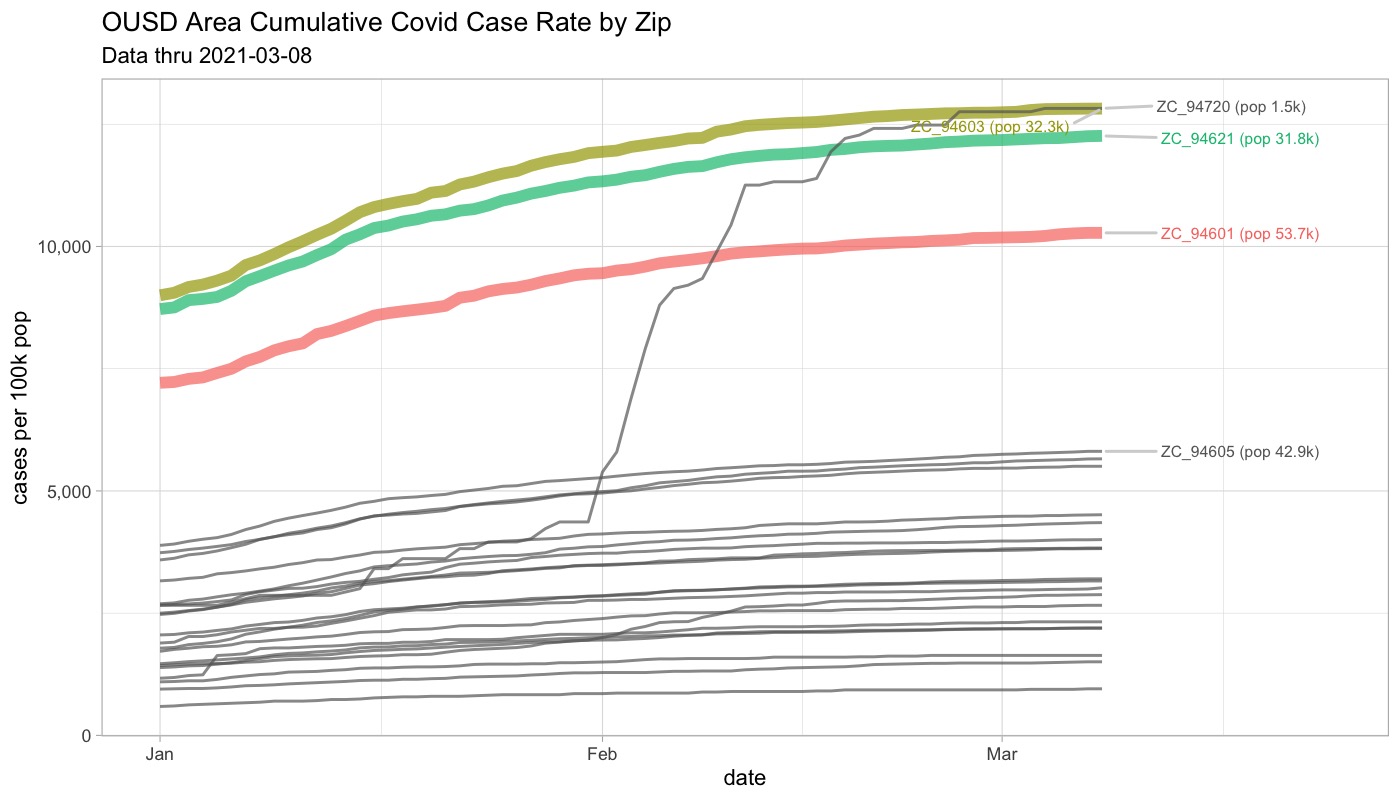 OUSD Area Cumulative Covid Case Rate by Zip
Data thru 2021-03-08
ZC_94720 (pop 1.5k)
ZC_94603 (pop 32.3k)
ZC_94621 (pop 31.8k)
ZC_94601 (pop 53.7k)
ZC_94605 (pop 42.9k)
cases per 100k pop
10,000
5,000
0
Jan
Feb
Mar
date